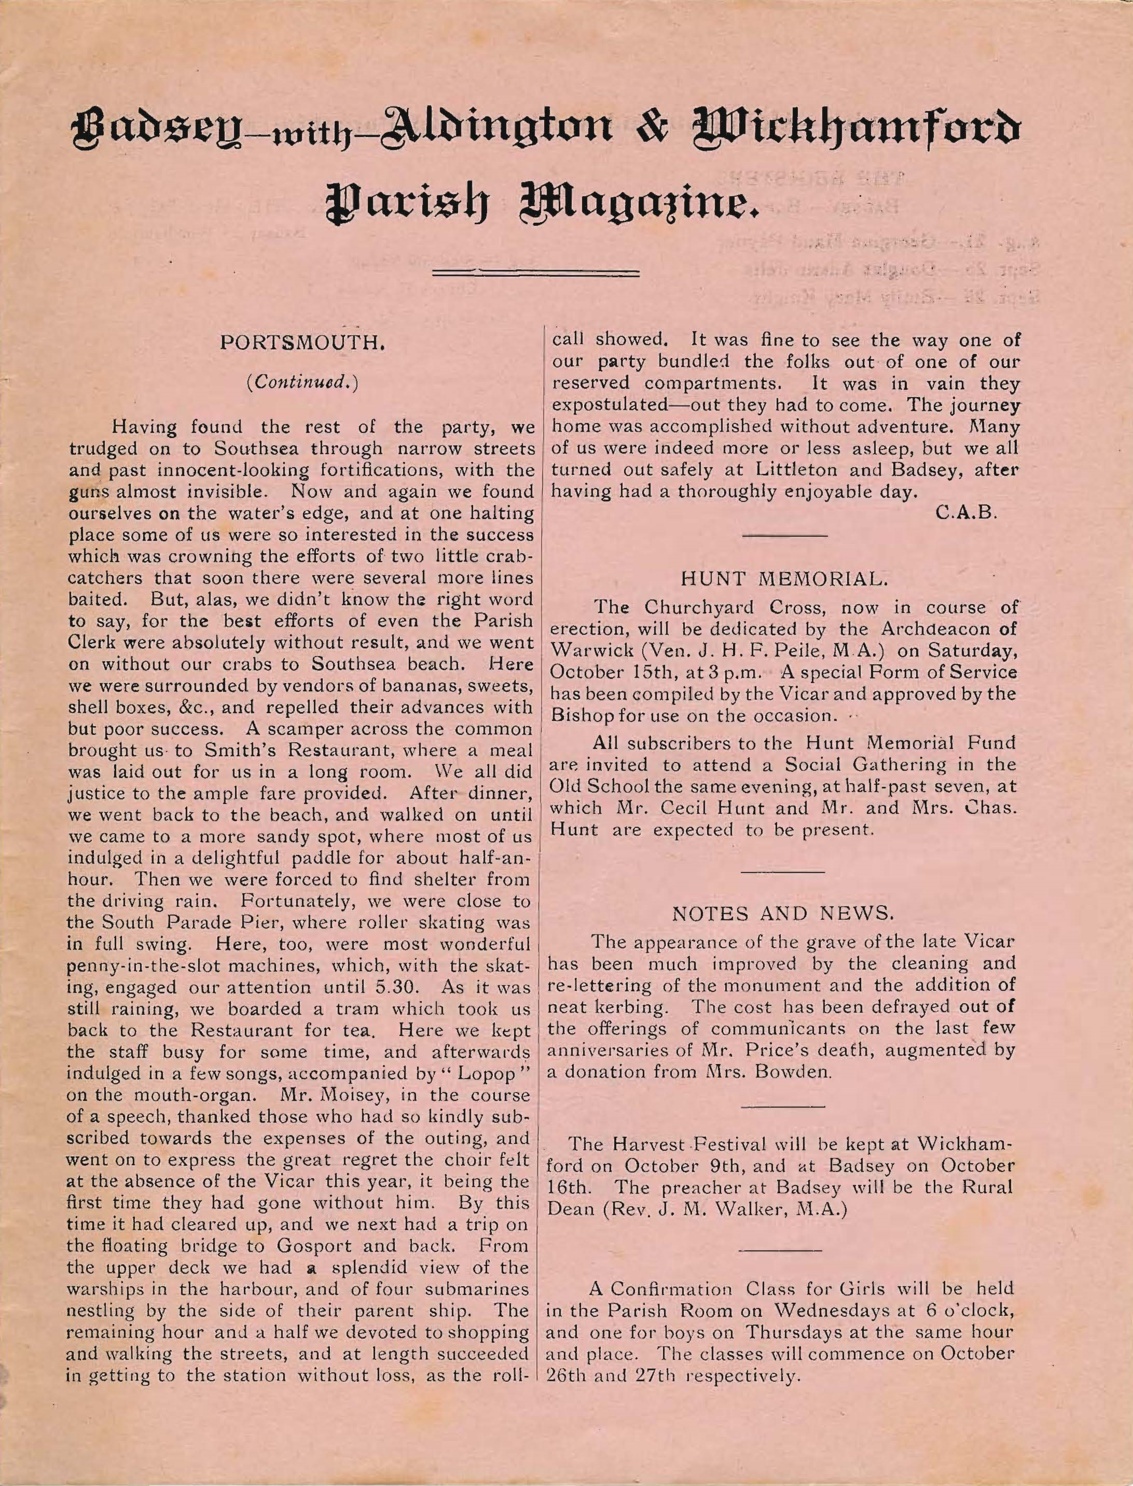 Badsey—with—Aldington & Wickhamford
Parish Magazine.
PORTSMOUTH.
(Continued.)
Having found the rest of the party, we
trudged on to Southsea through narrow streets
and past innocent-looking fortifications, with the
guns almost invisible. Now and again we found
ourselves on the water's edge, and at one halting
place some of us were so interested in the success
which was crowning the efforts of two little crab-
catchers that soon there were several more lines
baited. But, alas, we didn't know the right word
to say, for the best efforts of even the Parish
Clerk were absolutely without result, and we went
on without our crabs to Southsea beach. Here
we were surrounded by vendors of bananas, sweets,
shell boxes, &c., and repelled their advances with
but poor success. A scamper across the common
brought us to Smith's Restaurant, where a meal
was laid out for us in a long room. We all did
justice to the ample fare provided. After dinner,
we went back to the beach, and walked on until
we came to a more sandy spot, where most of us
indulged in a delightful paddle for about half-an-
hour. Then we were forced to find shelter from
the driving rain. Fortunately, we were close to
the South Parade Pier, where roller skating was
in full swing. Here, too, were most wonderful
penny-in-the-slot machines, which, with the skat-
ing, engaged our attention until 5.30. As it was
still raining, we boarded a tram which took us
back to the Restaurant for tea. Here we kept
the staff busy for some time, and afterwards
indulged in a few songs, accompanied by "Lopop"
on the mouth-organ. Mr. Moisey, in the course
of a speech, thanked those who had so kindly sub-
scribed towards the expenses of the outing, and
went on to express the great regret the choir felt
at the absence of the Vicar this year, it being the
first time they had gone without him. By this
time it had cleared up, and we next had a trip on
the floating bridge to Gosport and back. From
the upper deck we had a splendid view of the
warships in the harbour, and of four submarines
nestling by the side of their parent ship. The
remaining hour and a half we devoted to shopping
and walking the streets, and at length succeeded
in getting to the station without loss, as the roll-
call showed. It was fine to see the way one of
our party bundled the folks out of one of our
reserved compartments. It was in vain they
expostulated—out they had to come. The journey
home was accomplished without adventure. Many
of us were indeed more or less asleep, but we all
turned out safely at Littleton and Badsey, after
having had a thoroughly enjoyable day.
C.A.B.
HUNT MEMORIAL.
The Churchyard Cross, now in course of
erection, will be dedicated by the Archdeacon of
Warwick (Ven. J. H. F. Peile, M.A.) on Saturday,
October 15th, at 3 p.m. A special Form of Service
has been compiled by the Vicar and approved by the
Bishop for use on the occasion.
All subscribers to the Hunt Memorial Fund
are invited to attend a Social Gathering in the
Old School the same evening, at half-past seven, at
which Mr. Cecil Hunt and Mr. and Mrs. Chas.
Hunt are expected to be present.
NOTES AND NEWS.
The appearance of the grave of the late Vicar
has been much improved by the cleaning and
re-lettering of the monument and the addition of
neat kerbing. The cost has been defrayed out of
the offerings of communicants on the last few
anniversaries of Mr. Price's death, augmented by
a donation from Mrs. Bowden.
The Harvest Festival will be kept at Wickham-
ford on October 9th, and at Badsey on October
16th. The preacher at Badsey will be the Rural
Dean (Rev. J. M. Walker, M.A.)
A Confirmation Class for Girls will be held
in the Parish Room on Wednesdays at 6 o'clock,
and one for boys on Thursdays at the same hour
and place. The classes will commence on October
26th and 27th respectively.